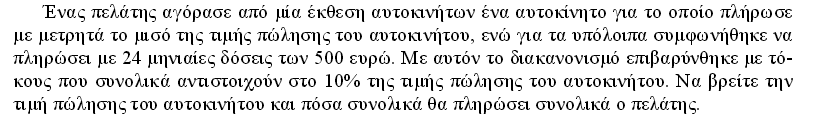 Ένας πελάτης αγόρασε από μία έκθεση αυτοκινήτων ένα αυτοκίνητο για το οποίο πλήρωσε
με μετρητά το μισό της τιμής πώλησης του αυτοκινήτου, ενώ για τα υπόλοιπα συμφωνήθηκε να
πληρώσει με 24 μηνιαίες δόσεις των 500 ευρώ. Με αυτόν το διακανονισμό επιβαρύνθηκε με τό-
κους που συνολικά αντιστοιχούν στο 10% της τιμής πώλησης του αυτοκινήτου. Να βρείτε την
τιμή πώλησης του αυτοκινήτου και πόσα συνολικά θα πληρώσει συνολικά ο πελάτης.